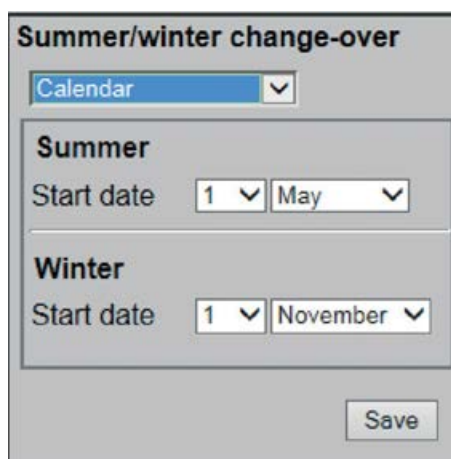 Summer/winter change-over
Calendar
Summer
Start date 1 May
Winter
Start date 1 November
Save